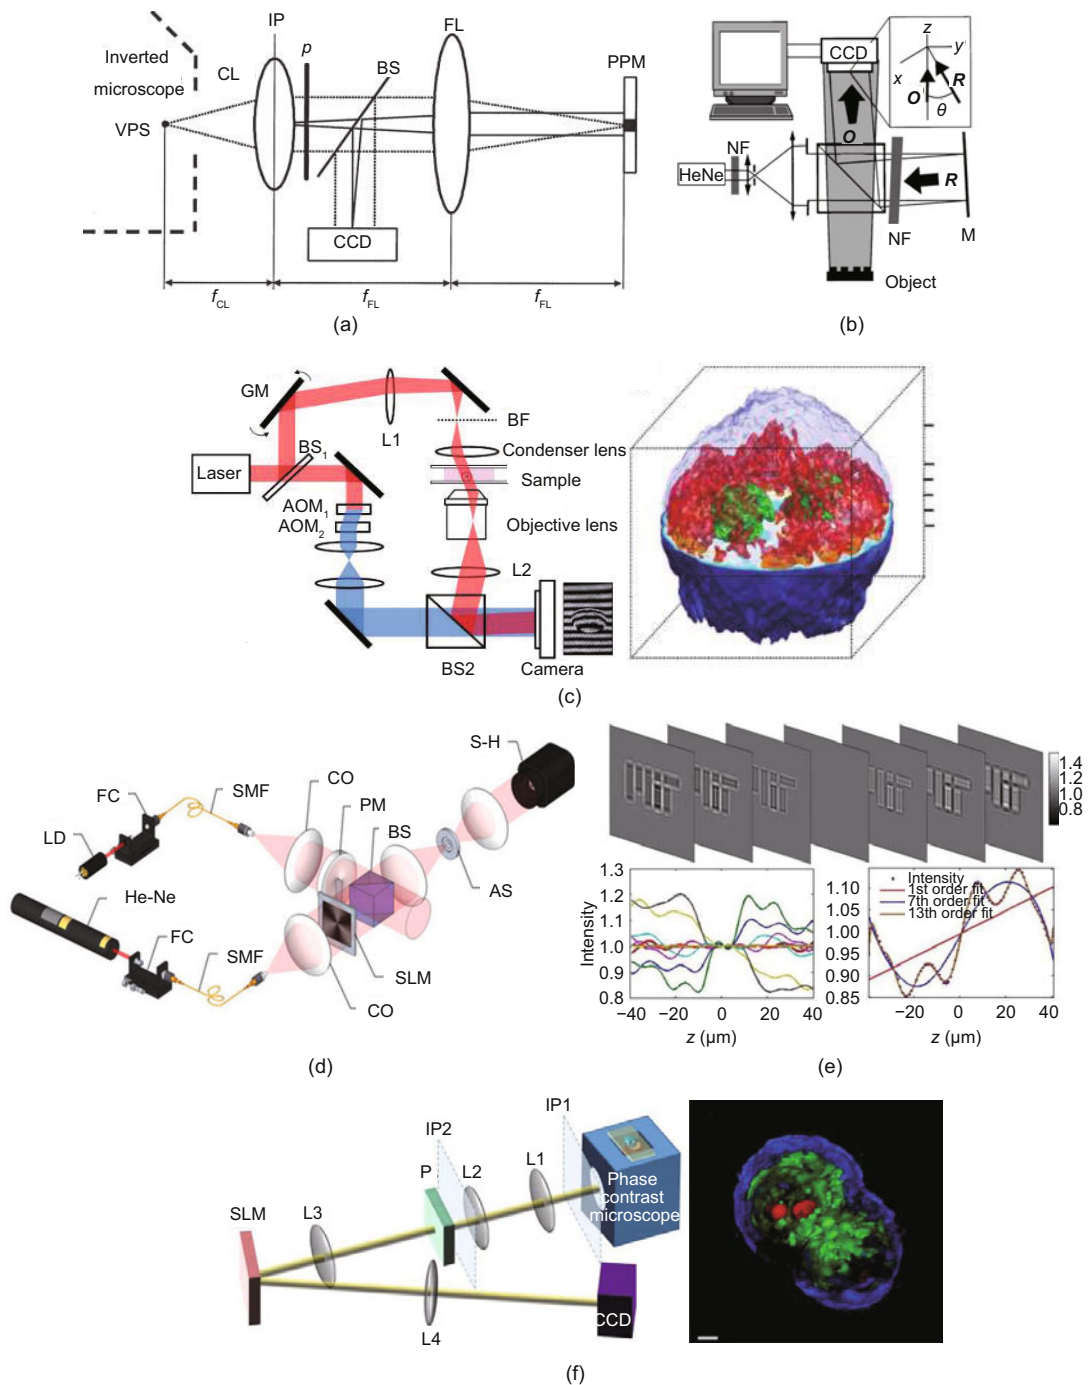 IP
FL
p
BS
PPM
Inverted
microscope
CL
VPS
CCD
fCL
fFL
fFL
(a)
CCD
z
y'
x
O'
R
θ
O
NF
HeNe
R
NF
M
Object
(b)
GM
L1
BF
BS1
Condenser lens
Laser
Sample
AOM1
AOM2
Objective lens
L2
BS2
Camera
(c)
S-H
CO
SMF
PM
FC
BS
LD
AS
He-Ne
FC
SMF
SLM
CO
(d)
1.4
1.2
1.0
0.8
1.3
1.2
1.1
1.0
0.9
0.8
Intensity
−40
−20
0
20
40
z (µm)
Intensity
1st order fit
7th order fit
13th order fit
1.10
1.05
1.00
0.95
0.90
0.85
−20
0
20
40
z (µm)
(e)
IP1
IP2
P
L2
L1
Phase
contrast
microscope
L3
SLM
CCD
L4
(f)